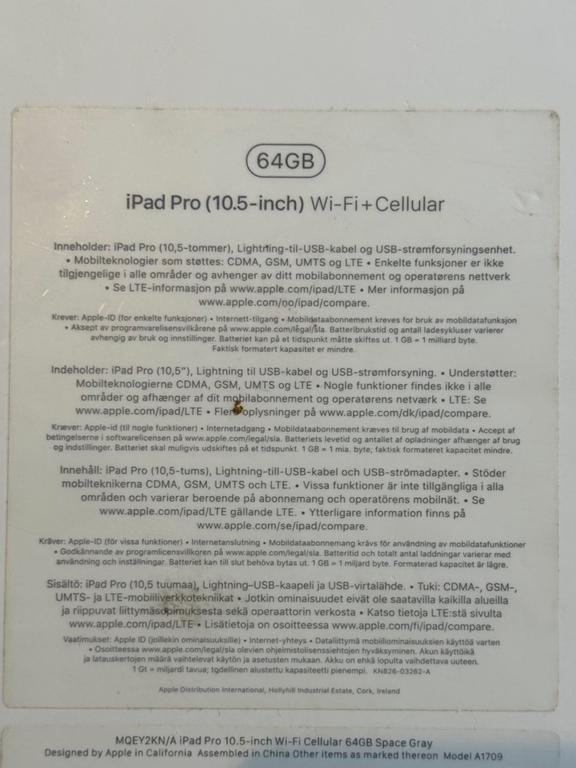 64GB
iPad Pro (10.5-inch) Wi-Fi + Cellular
Inneholder: iPad Pro (10,5-tommer), Lightning-til-USB-kabel og USB-strømforsyningsenhet.
• Mobilteknologier som støttes: CDMA, GSM, UMTS og LTE • Enkelte funksjoner er ikke
tilgjengelige i alle områder og avhenger av ditt mobilabonnement og operatørens nettverk
• Se LTE-informasjon på www.apple.com/ipad/LTE • Mer informasjon på
www.apple.com/no/ipad/compare.
Krever: Apple-ID (for enkelte funksjoner) • Internett-tilgang • Mobildataabonnement kreves for bruk av mobildatafunksjon
• Aksept av programvarelisensvilkårene på www.apple.com/legal/sla. Batteribrukstid og antall ladesykluser varierer
avhengig av bruk og innstillinger. Batteriet kan på et tidspunkt måtte skiftes ut. 1 GB = 1 milliard byte.
Faktisk formatert kapasitet er mindre.
Indeholder: iPad Pro (10,5"), Lightning til USB-kabel og USB-strømforsyning. • Understøtter:
Mobilteknologierne CDMA, GSM, UMTS og LTE • Nogle funktioner findes ikke i alle
områder og afhænger af dit mobilabonnement og operatørens netværk • LTE: Se
www.apple.com/ipad/LTE • Flere oplysninger på www.apple.com/dk/ipad/compare.
Kræver: Apple-id (til nogle funktioner) • Internetadgang • Mobildataabonnement kræves til brug af mobildata • Accept af
betingelserne i softwarelicensen på www.apple.com/legal/sla. Batteriets levetid og antallet af opladninger afhænger af brug
og indstillinger. Batteriet skal muligvis udskiftes på et tidspunkt. 1 GB = 1 mia. byte; faktisk formateret kapacitet mindre.
Innehåll: iPad Pro (10,5-tums), Lightning-till-USB-kabel och USB-strömadapter. • Stöder
mobilteknikerna CDMA, GSM, UMTS och LTE. • Vissa funktioner är inte tillgängliga i alla
områden och varierar beroende på abonnemang och operatörens mobilnät. • Se
www.apple.com/ipad/LTE gällande LTE. • Ytterligare information finns på
www.apple.com/se/ipad/compare.
Kräver: Apple-ID (för vissa funktioner) • Internetanslutning • Mobildataabonnemang krävs för användning av mobildatafunktioner
• Godkännande av programlicensvillkoren på www.apple.com/legal/sla. Batteritid och totalt antal laddningar varierar med
användning och inställningar. Batteriet kan till slut behöva bytas ut. 1 GB = 1 miljard byte. Formaterad kapacitet är lägre.
Sisältö: iPad Pro (10,5 tuumaa), Lightning–USB-kaapeli ja USB-virtalähde. • Tuki: CDMA-, GSM-,
UMTS- ja LTE-mobiiliverkkotekniikat • Jotkin ominaisuudet eivät ole saatavilla kaikilla alueilla
ja riippuvat liittymäsopimuksesta sekä operaattorin verkosta • Katso tietoja LTE:stä sivulta
www.apple.com/ipad/LTE • Lisätietoja on osoitteessa www.apple.com/fi/ipad/compare.
Vaatimukset: Apple ID (joillekin ominaisuuksille) • Internet-yhteys • Dataliittymä mobiiliominaisuuksien käyttöä varten
• Osoitteessa www.apple.com/legal/sla olevien ohjelmistolisenssiehtojen hyväksyminen. Akun käyttöikä
ja latauskertojen määrä vaihtelevat käytön ja asetusten mukaan. Akku on ehkä lopulta vaihdettava uuteen.
1 Gt = miljardi tavua; todellinen alustettu kapasiteetti pienempi. KN826-03262-A
Apple Distribution International, Hollyhill Industrial Estate, Cork, Ireland
MQEY2KN/A iPad Pro 10.5-inch Wi-Fi Cellular 64GB Space Gray
Designed by Apple in California Assembled in China Other items as marked thereon Model A1709